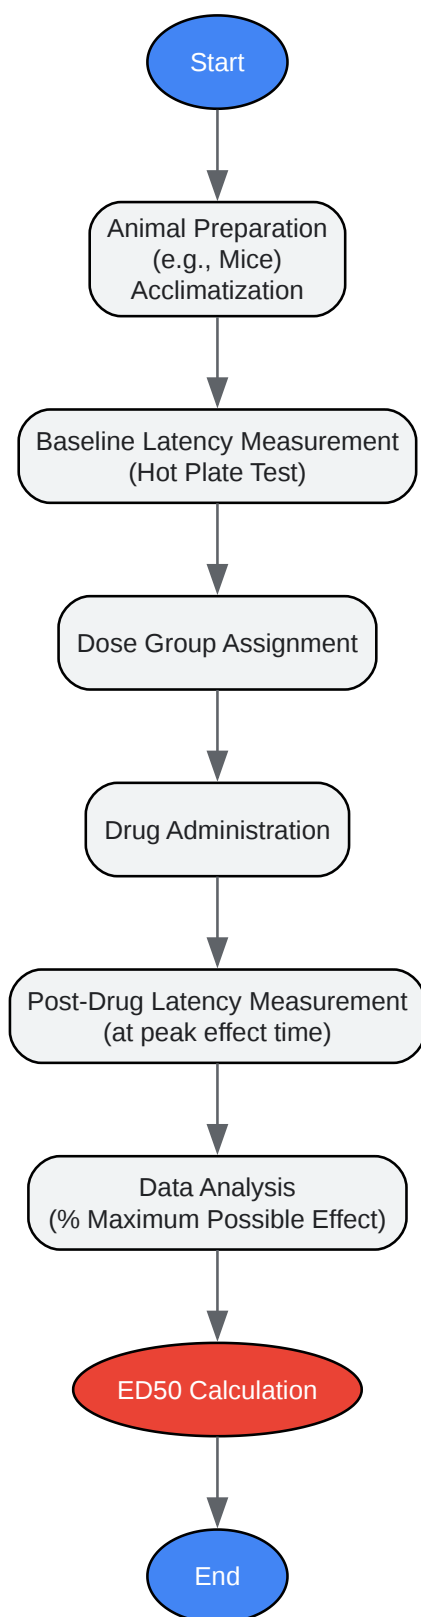 Start
Animal Preparation
(e.g., Mice)
Acclimatization
Baseline Latency Measurement
(Hot Plate Test)
Dose Group Assignment
Drug Administration
Post-Drug Latency Measurement
(at peak effect time)
Data Analysis
(% Maximum Possible Effect)
ED50 Calculation
End